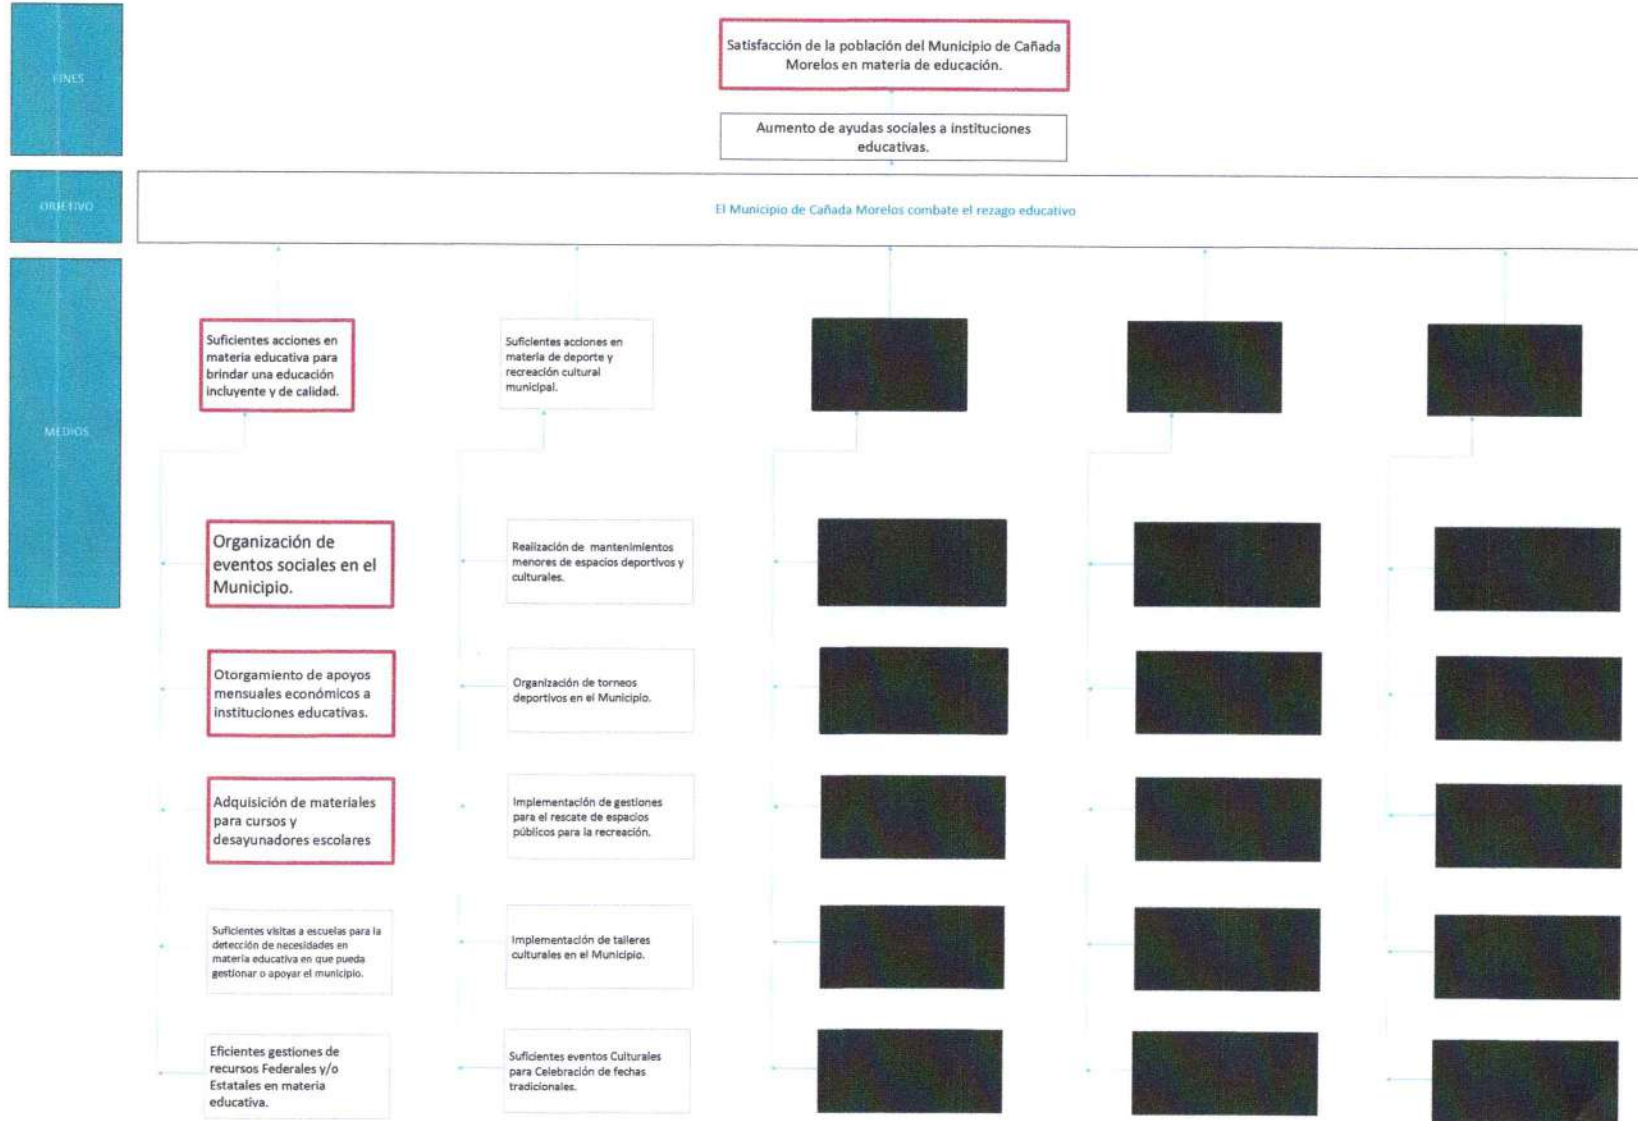 FINES
Satisfacción de la población del Municipio de Cañada
Morelos en materia de educación.
Aumento de ayudas sociales a instituciones
educativas.
OBJETIVO
El Municipio de Cañada Morelos combate el rezago educativo
MEDIOS
Suficientes acciones en
materia educativa para
brindar una educación
incluyente y de calidad.
Suficientes acciones en
materia de deporte y
recreación cultural
municipal.
Organización de
eventos sociales en el
Municipio.
Realización de mantenimientos
menores de espacios deportivos y
culturales.
Otorgamiento de apoyos
mensuales económicos a
instituciones educativas.
Organización de torneos
deportivos en el Municipio.
Adquisición de materiales
para cursos y
desayunadores escolares
Implementación de gestiones
para el rescate de espacios
públicos para la recreación.
Suficientes visitas a escuelas para la
detección de necesidades en
materia educativa en que pueda
gestionar o apoyar el municipio.
Implementación de talleres
culturales en el Municipio.
Eficientes gestiones de
recursos Federales y/o
Estatales en materia
educativa.
Suficientes eventos Culturales
para Celebración de fechas
tradicionales.